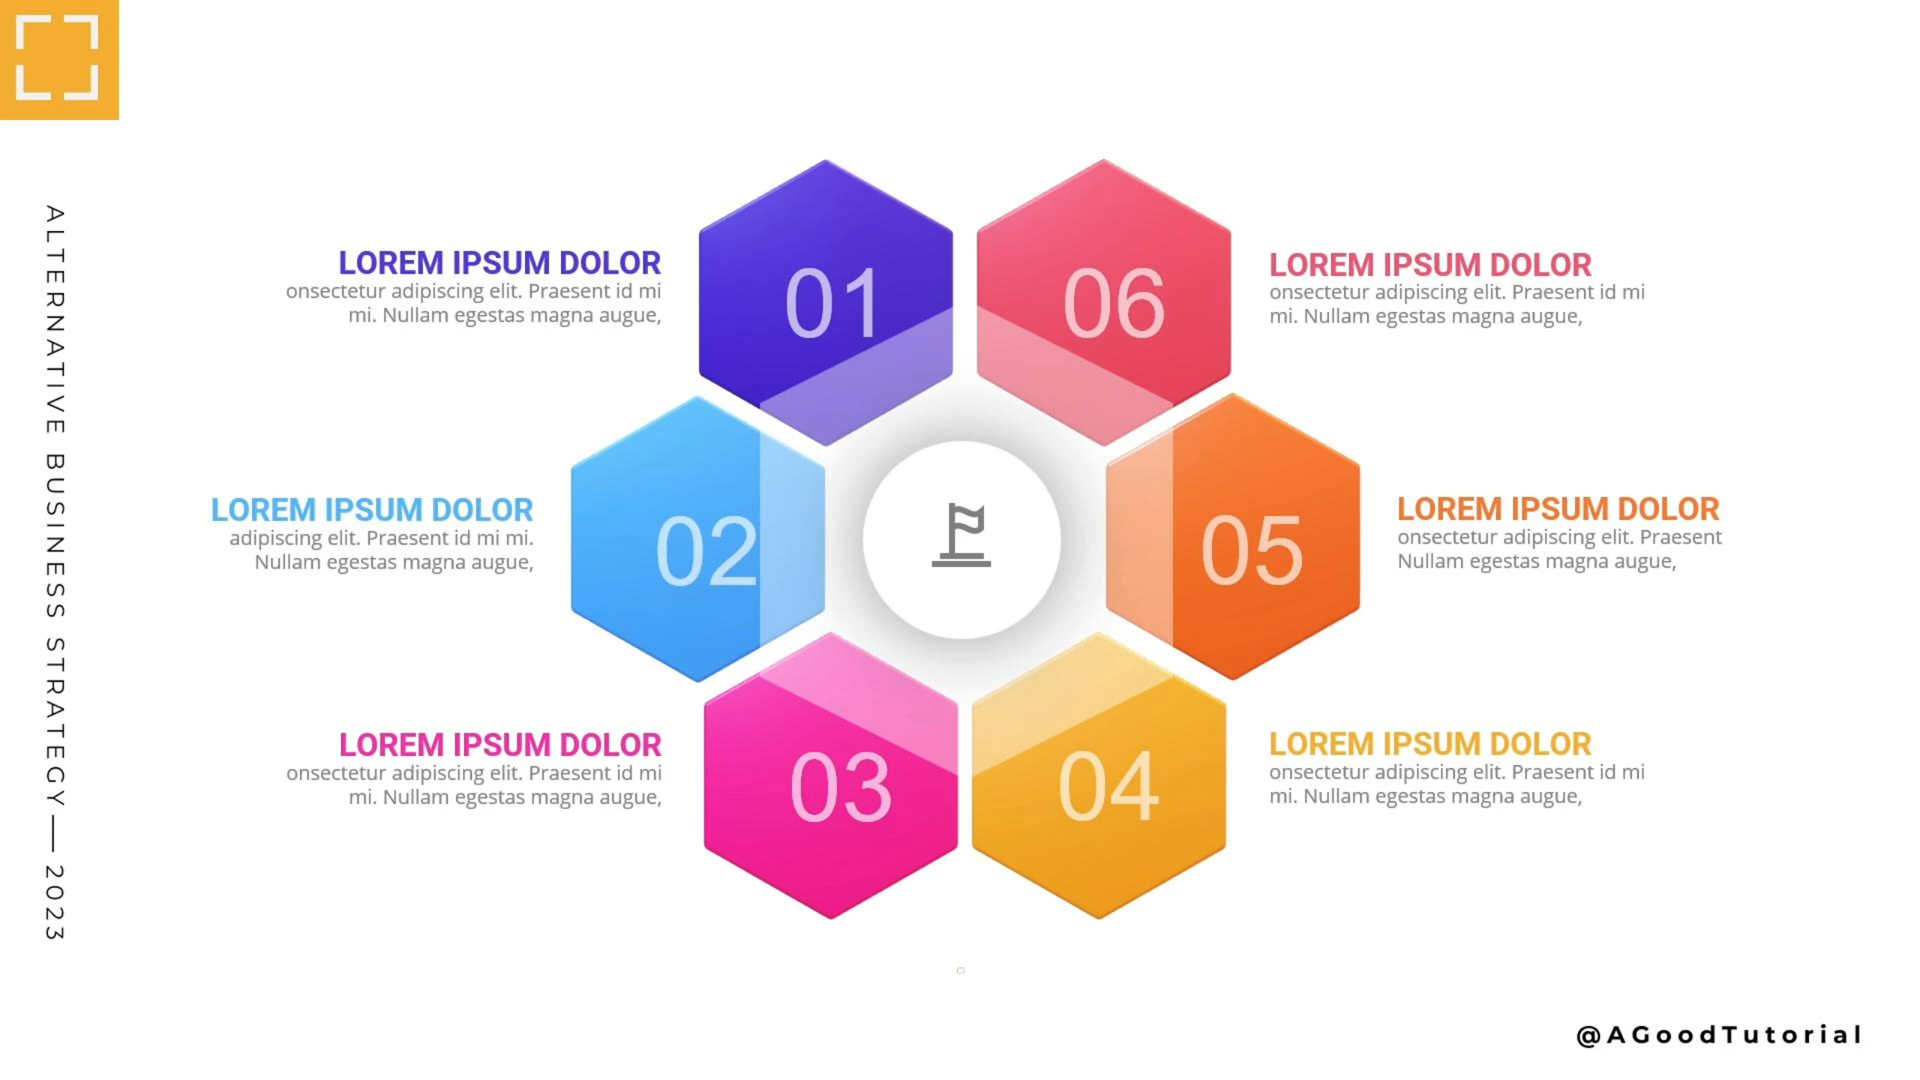 ALTERNATIVE BUSINESS STRATEGY — 2023
01
LOREM IPSUM DOLOR
onsectetur adipiscing elit. Praesent id mi
mi. Nullam egestas magna augue,
02
LOREM IPSUM DOLOR
adipiscing elit. Praesent id mi mi.
Nullam egestas magna augue,
03
LOREM IPSUM DOLOR
onsectetur adipiscing elit. Praesent id mi
mi. Nullam egestas magna augue,
04
LOREM IPSUM DOLOR
onsectetur adipiscing elit. Praesent id mi
mi. Nullam egestas magna augue,
05
LOREM IPSUM DOLOR
onsectetur adipiscing elit. Praesent
Nullam egestas magna augue,
06
LOREM IPSUM DOLOR
onsectetur adipiscing elit. Praesent id mi
mi. Nullam egestas magna augue,
@AGoodTutorial